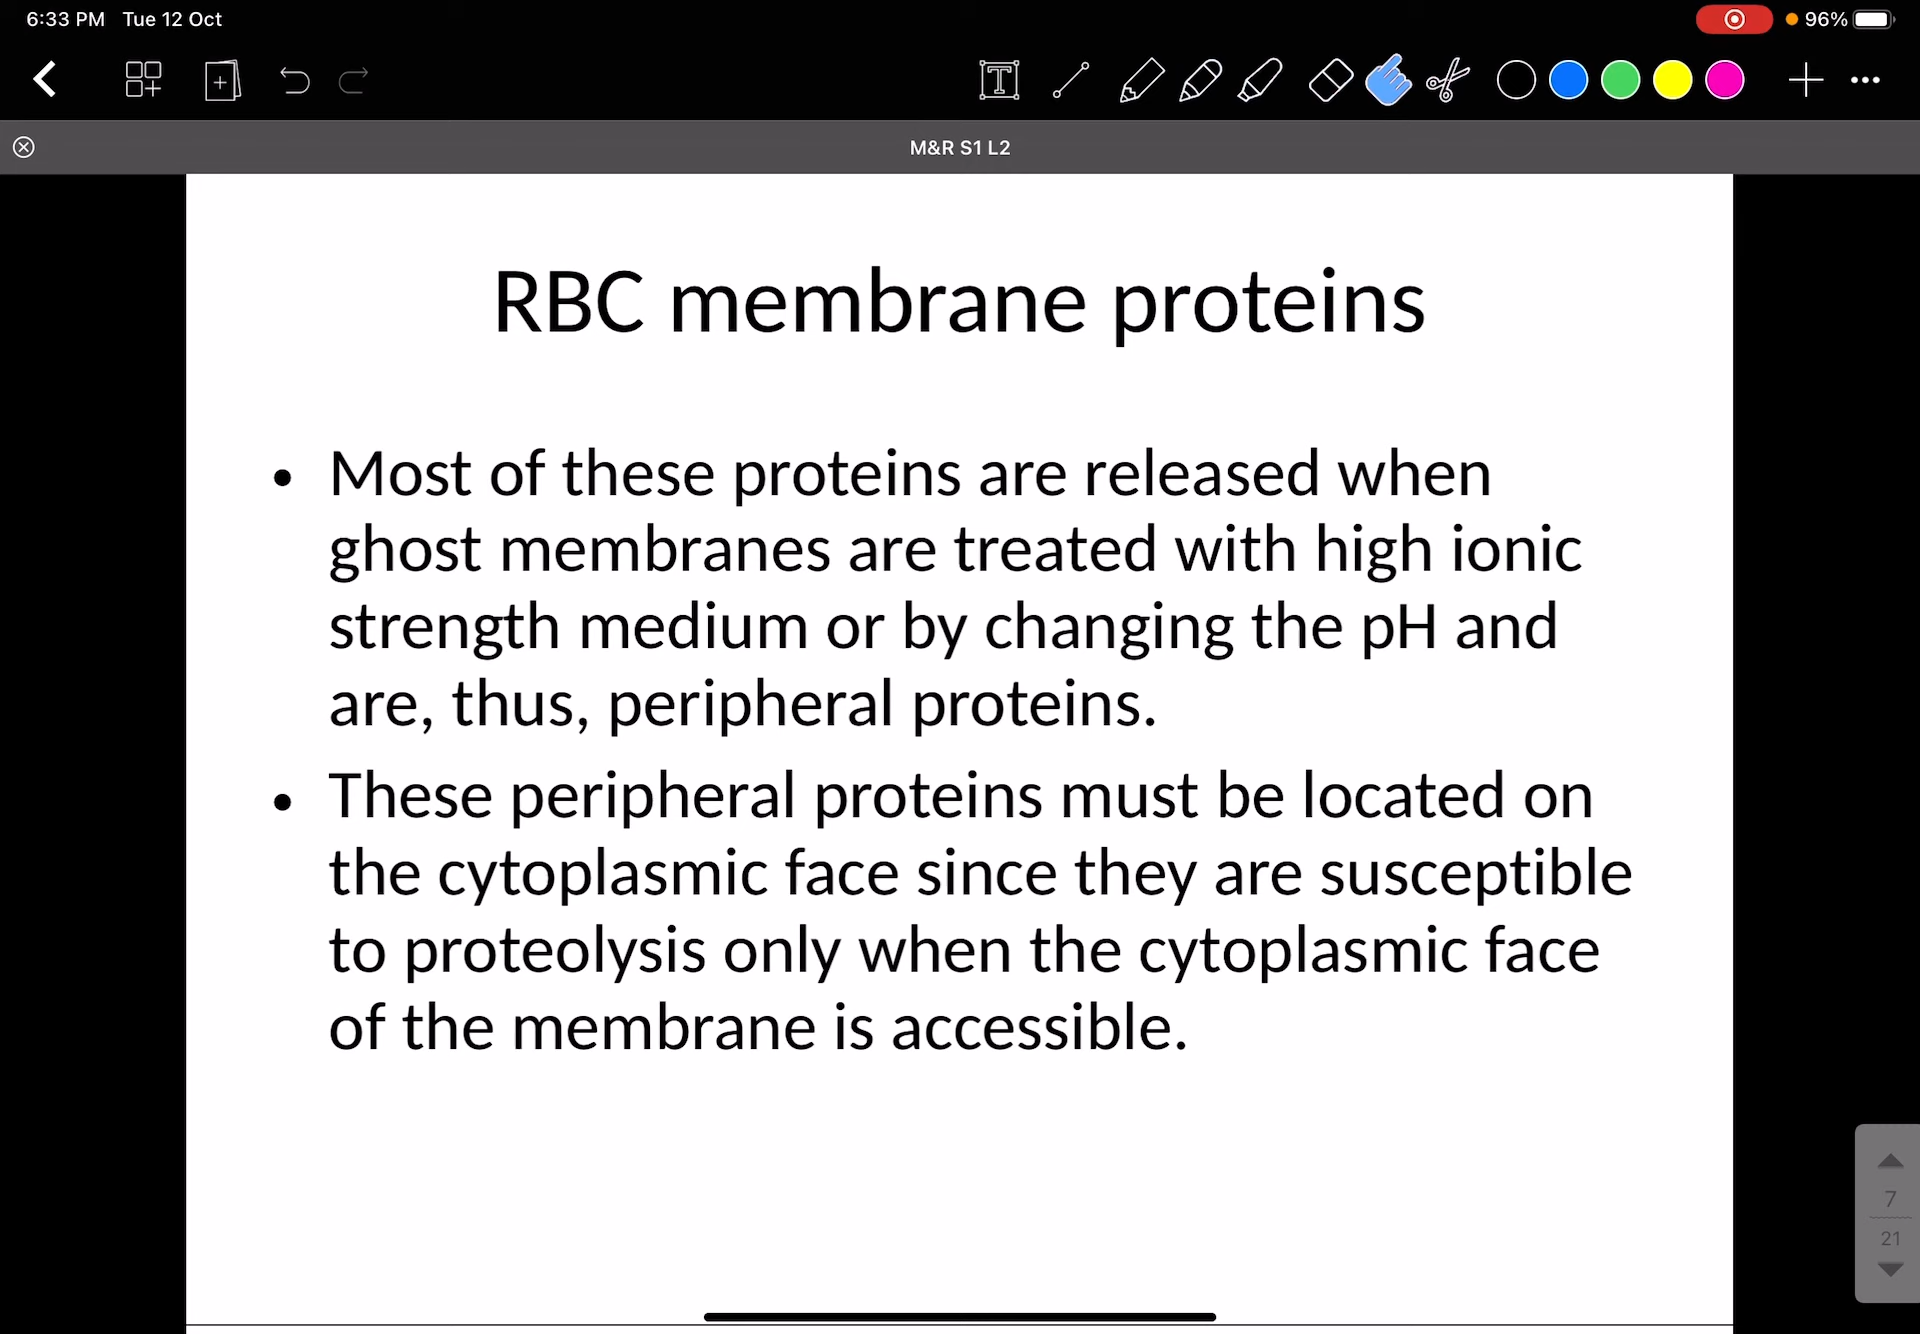 6:33 PM Tue 12 Oct
96%
T
M&R S1 L2
RBC membrane proteins
• Most of these proteins are released when
ghost membranes are treated with high ionic
strength medium or by changing the pH and
are, thus, peripheral proteins.
• These peripheral proteins must be located on
the cytoplasmic face since they are susceptible
to proteolysis only when the cytoplasmic face
of the membrane is accessible.
7
21